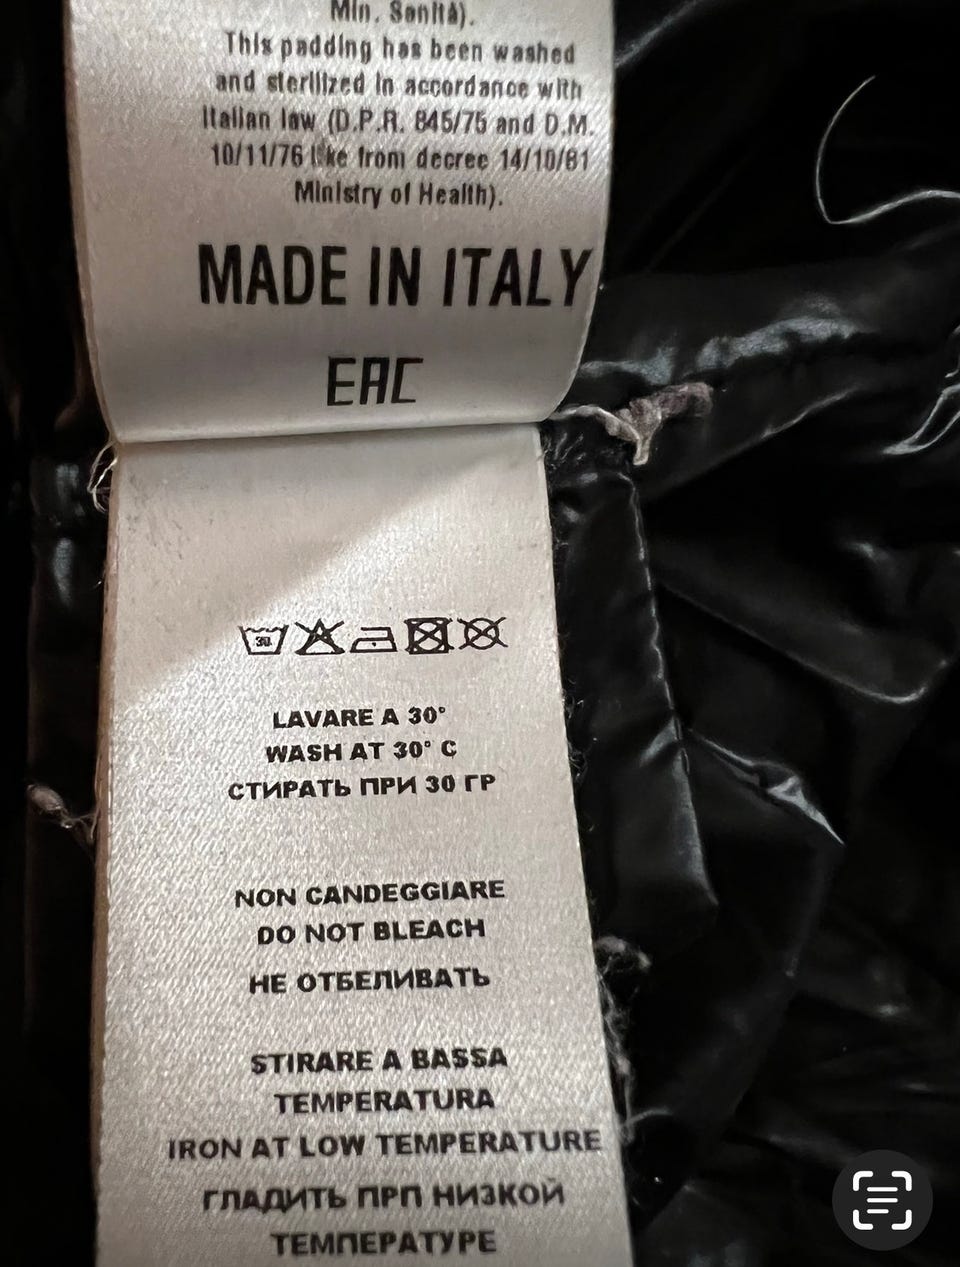 Min. Sanità).
This padding has been washed
and sterilized in accordance with
Italian law (D.P.R. 845/75 and D.M.
10/11/76 like from decree 14/10/81
Ministry of Health).
MADE IN ITALY
EAC
30
LAVARE A 30°
WASH AT 30° C
СТИРАТЬ ПРИ 30 ГР
NON CANDEGGIARE
DO NOT BLEACH
НЕ ОТБЕЛИВАТЬ
STIRARE A BASSA
TEMPERATURA
IRON AT LOW TEMPERATURE
ГЛАДИТЬ ПРП НИЗКОЙ
ТЕМПЕРАТУРЕ